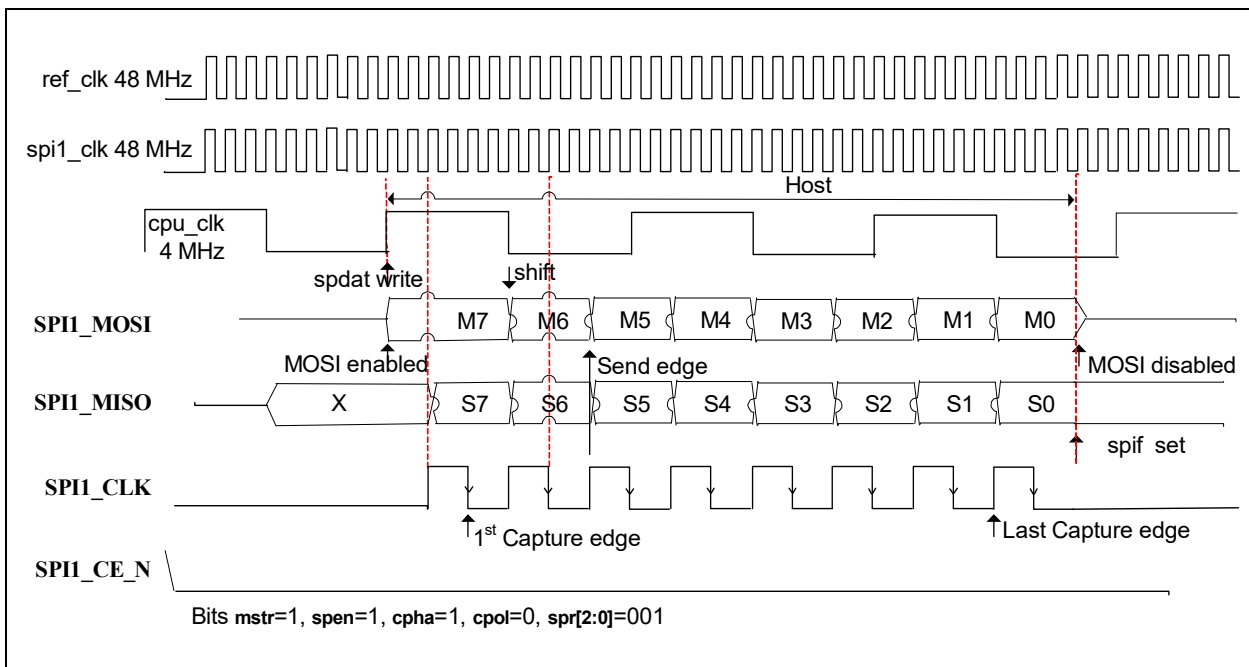 ref_clk 48 MHz
spi1_clk 48 MHz
Host
cpu_clk
4 MHz
spdat write
shift
SPI1_MOSI
M7 M6 M5 M4 M3 M2 M1 M0
MOSI enabled
Send edge
MOSI disabled
SPI1_MISO
X S7 S6 S5 S4 S3 S2 S1 S0
spif set
SPI1_CLK
1st Capture edge
Last Capture edge
SPI1_CE_N
Bits mstr=1, spen=1, cpha=1, cpol=0, spr[2:0]=001